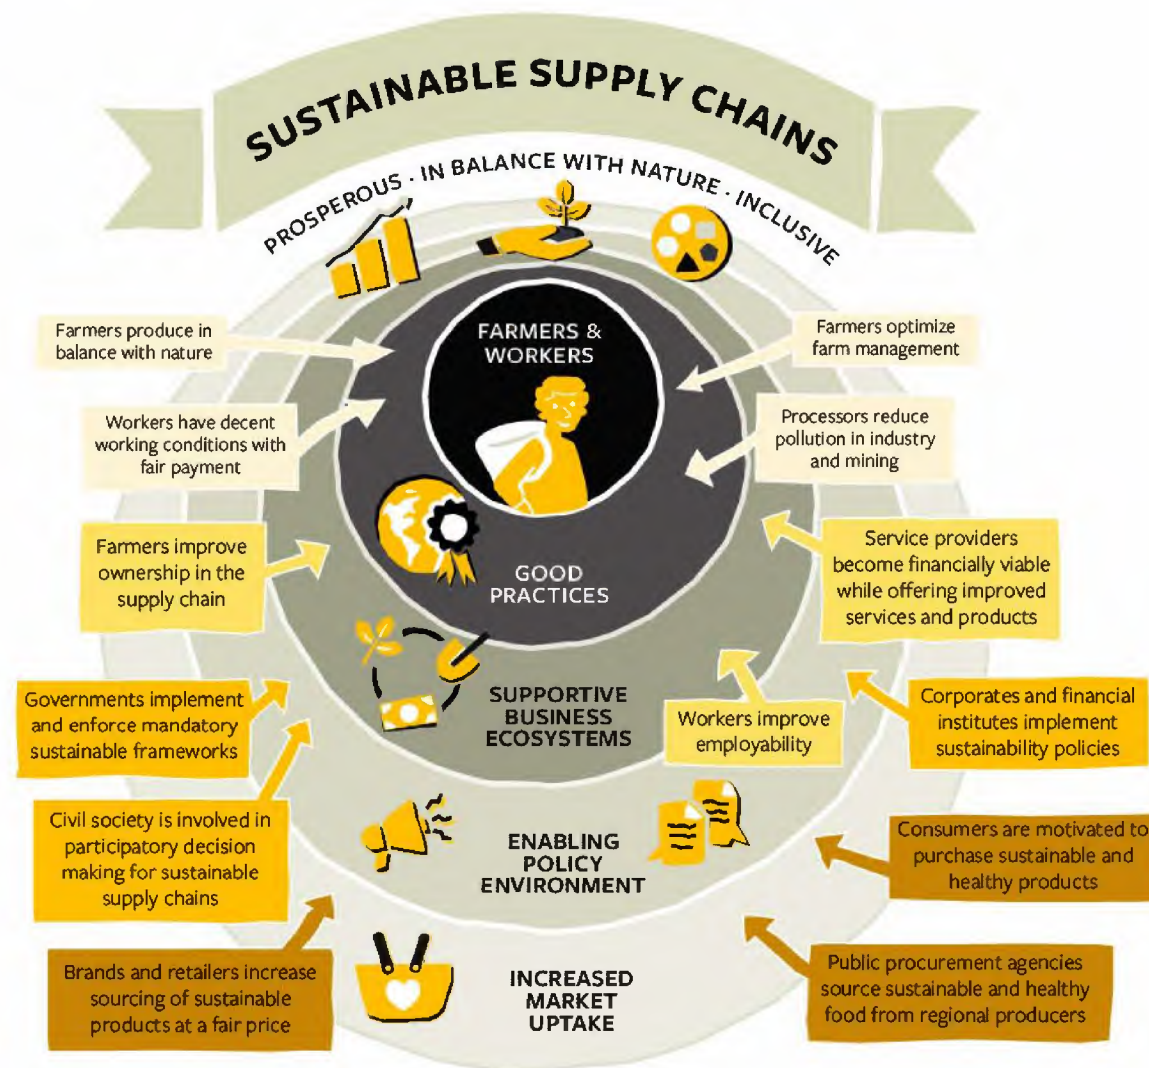 SUSTAINABLE SUPPLY CHAINS
PROSPEROUS · IN BALANCE WITH NATURE · INCLUSIVE
FARMERS &
WORKERS
Farmers produce in
balance with nature
Farmers optimize
farm management
Workers have decent
working conditions with
fair payment
Processors reduce
pollution in industry
and mining
Farmers improve
ownership in the
supply chain
GOOD
PRACTICES
Service providers
become financially viable
while offering improved
services and products
Governments implement
and enforce mandatory
sustainable frameworks
SUPPORTIVE
BUSINESS
ECOSYSTEMS
Workers improve
employability
Corporates and financial
institutes implement
sustainability policies
Civil society is involved in
participatory decision
making for sustainable
supply chains
ENABLING
POLICY
ENVIRONMENT
Consumers are motivated to
purchase sustainable and
healthy products
Brands and retailers increase
sourcing of sustainable
products at a fair price
INCREASED
MARKET
UPTAKE
Public procurement agencies
source sustainable and healthy
food from regional producers